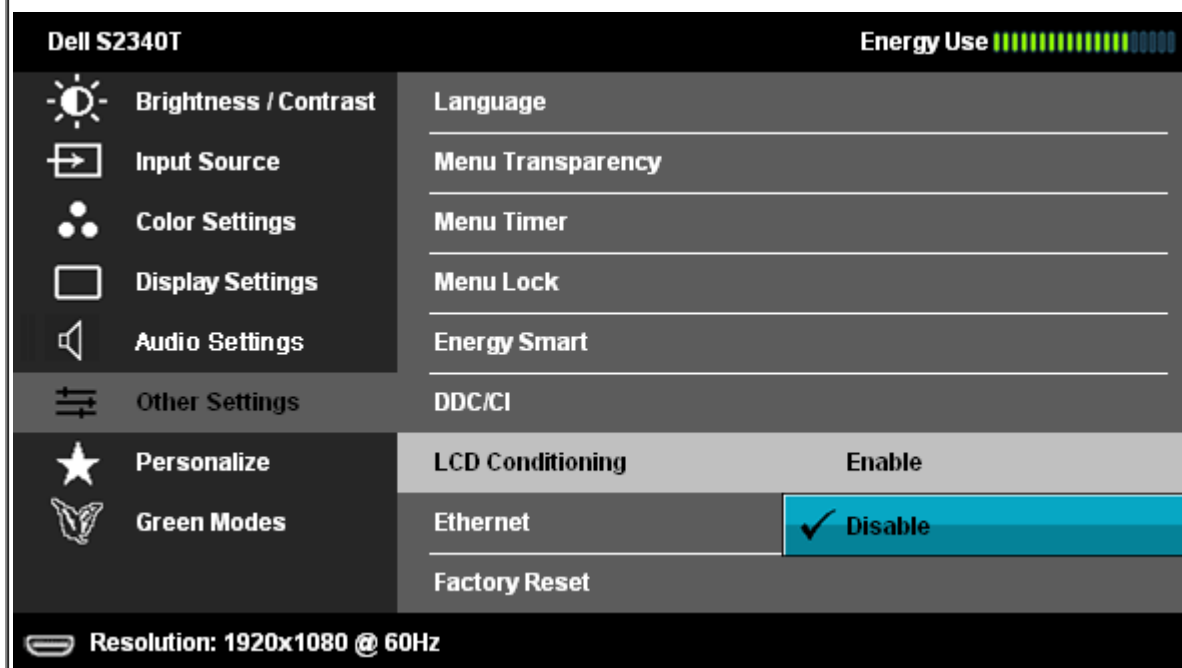 Dell S2340T Energy Use
Brightness / Contrast Language
Input Source Menu Transparency
Color Settings Menu Timer
Display Settings Menu Lock
Audio Settings Energy Smart
Other Settings DDC/CI
Personalize LCD Conditioning Enable
Green Modes Ethernet Disable
Factory Reset
Resolution: 1920x1080 @ 60Hz